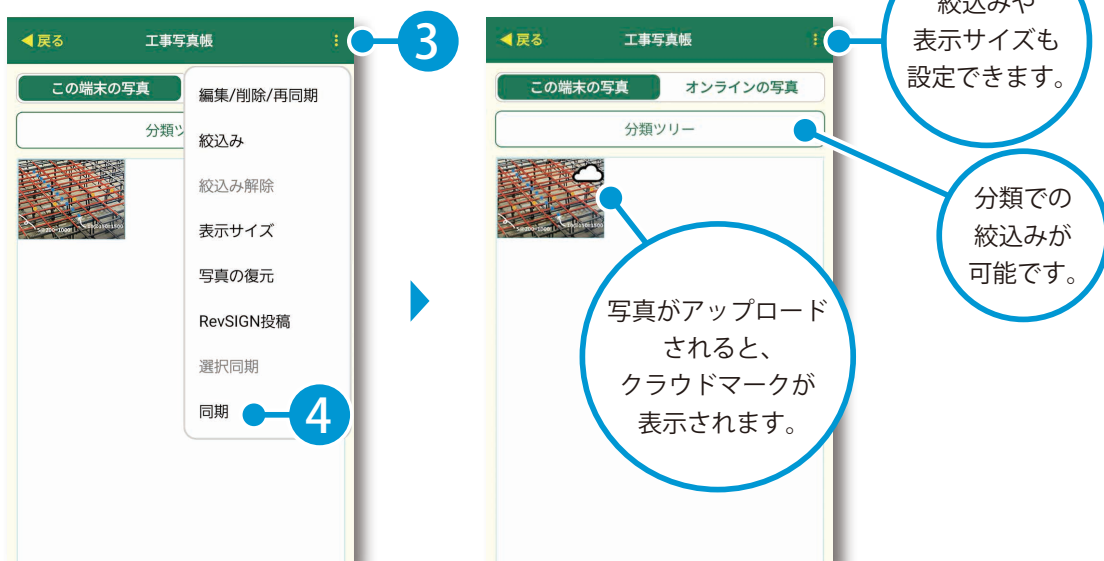 ◀戻る
工事写真帳
3
この端末の写真
分類ツ
編集/削除/再同期
絞込み
絞込み解除
表示サイズ
写真の復元
RevSIGN投稿
選択同期
同期
4
◀戻る
工事写真帳
この端末の写真
オンラインの写真
分類ツリー
絞込みや
表示サイズも
設定できます。
分類での
絞込みが
可能です。
写真がアップロード
されると、
クラウドマークが
表示されます。